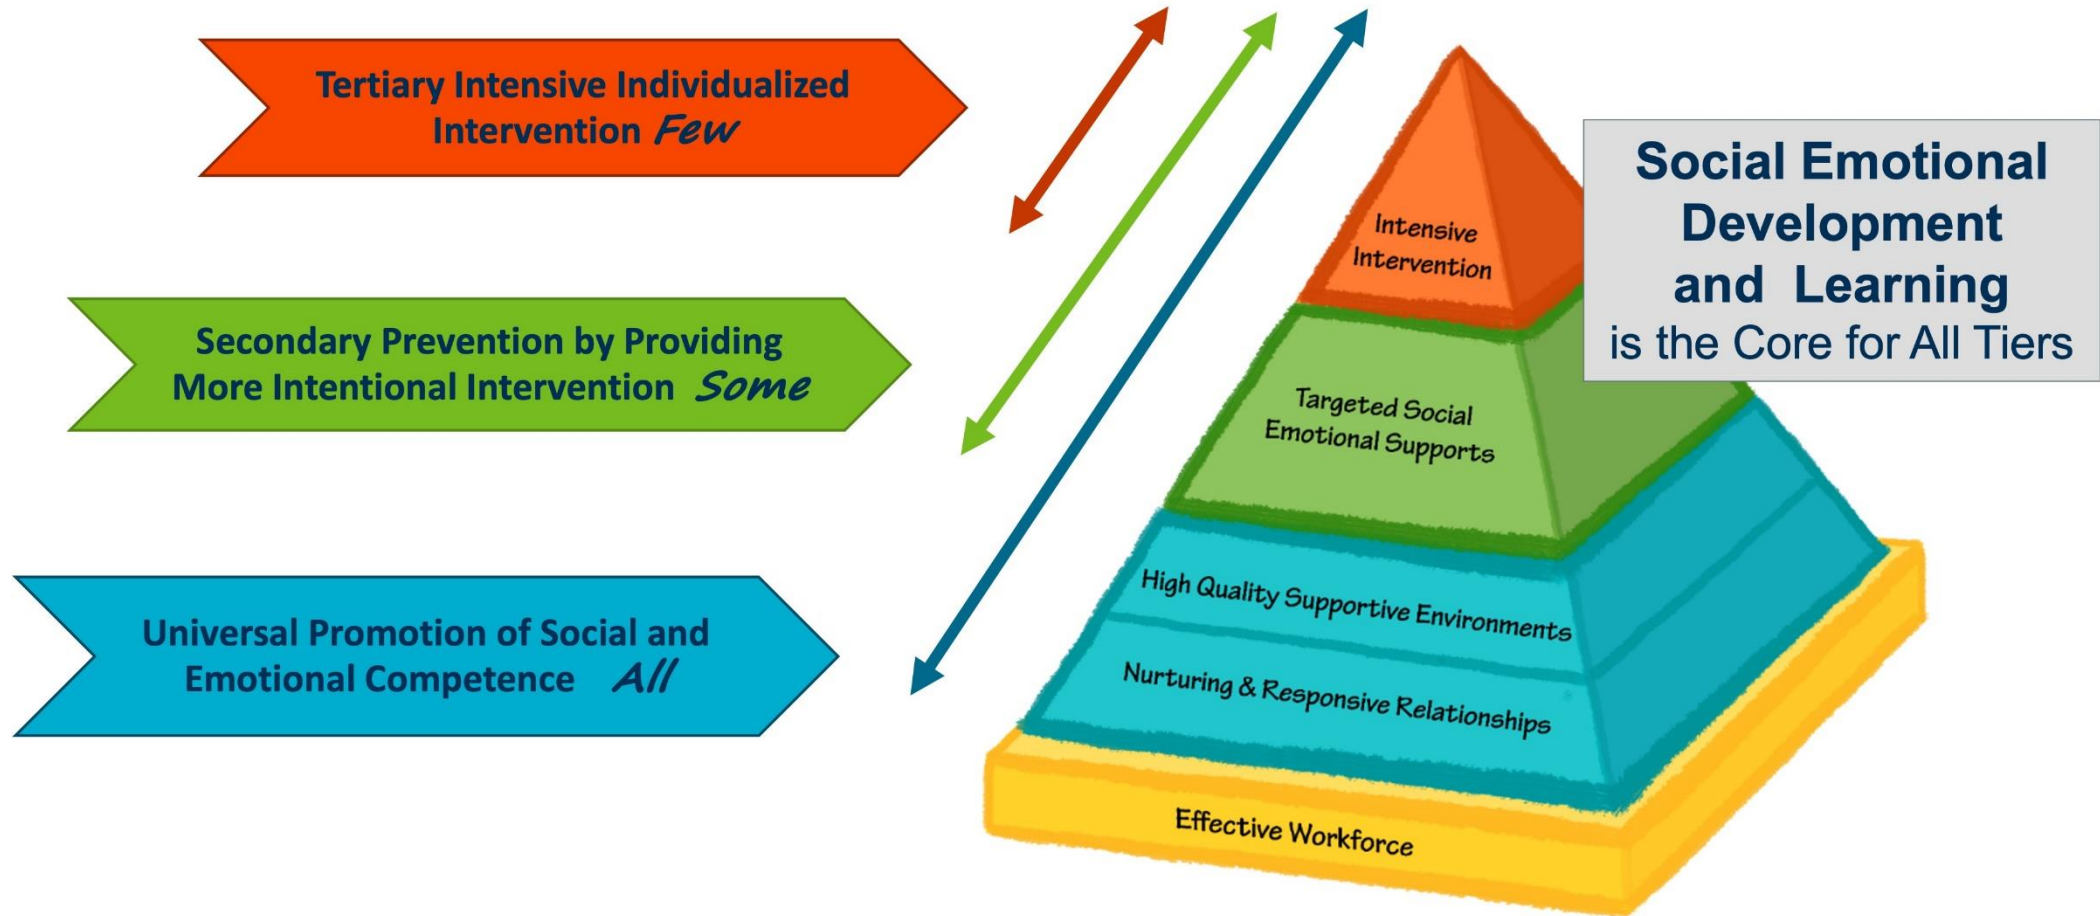 Tertiary Intensive Individualized
Intervention Few
Secondary Prevention by Providing
More Intentional Intervention Some
Universal Promotion of Social and
Emotional Competence All
Intensive
Intervention
Targeted Social
Emotional Supports
High Quality Supportive Environments
Nurturing & Responsive Relationships
Effective Workforce
Social Emotional
Development
and Learning
is the Core for All Tiers